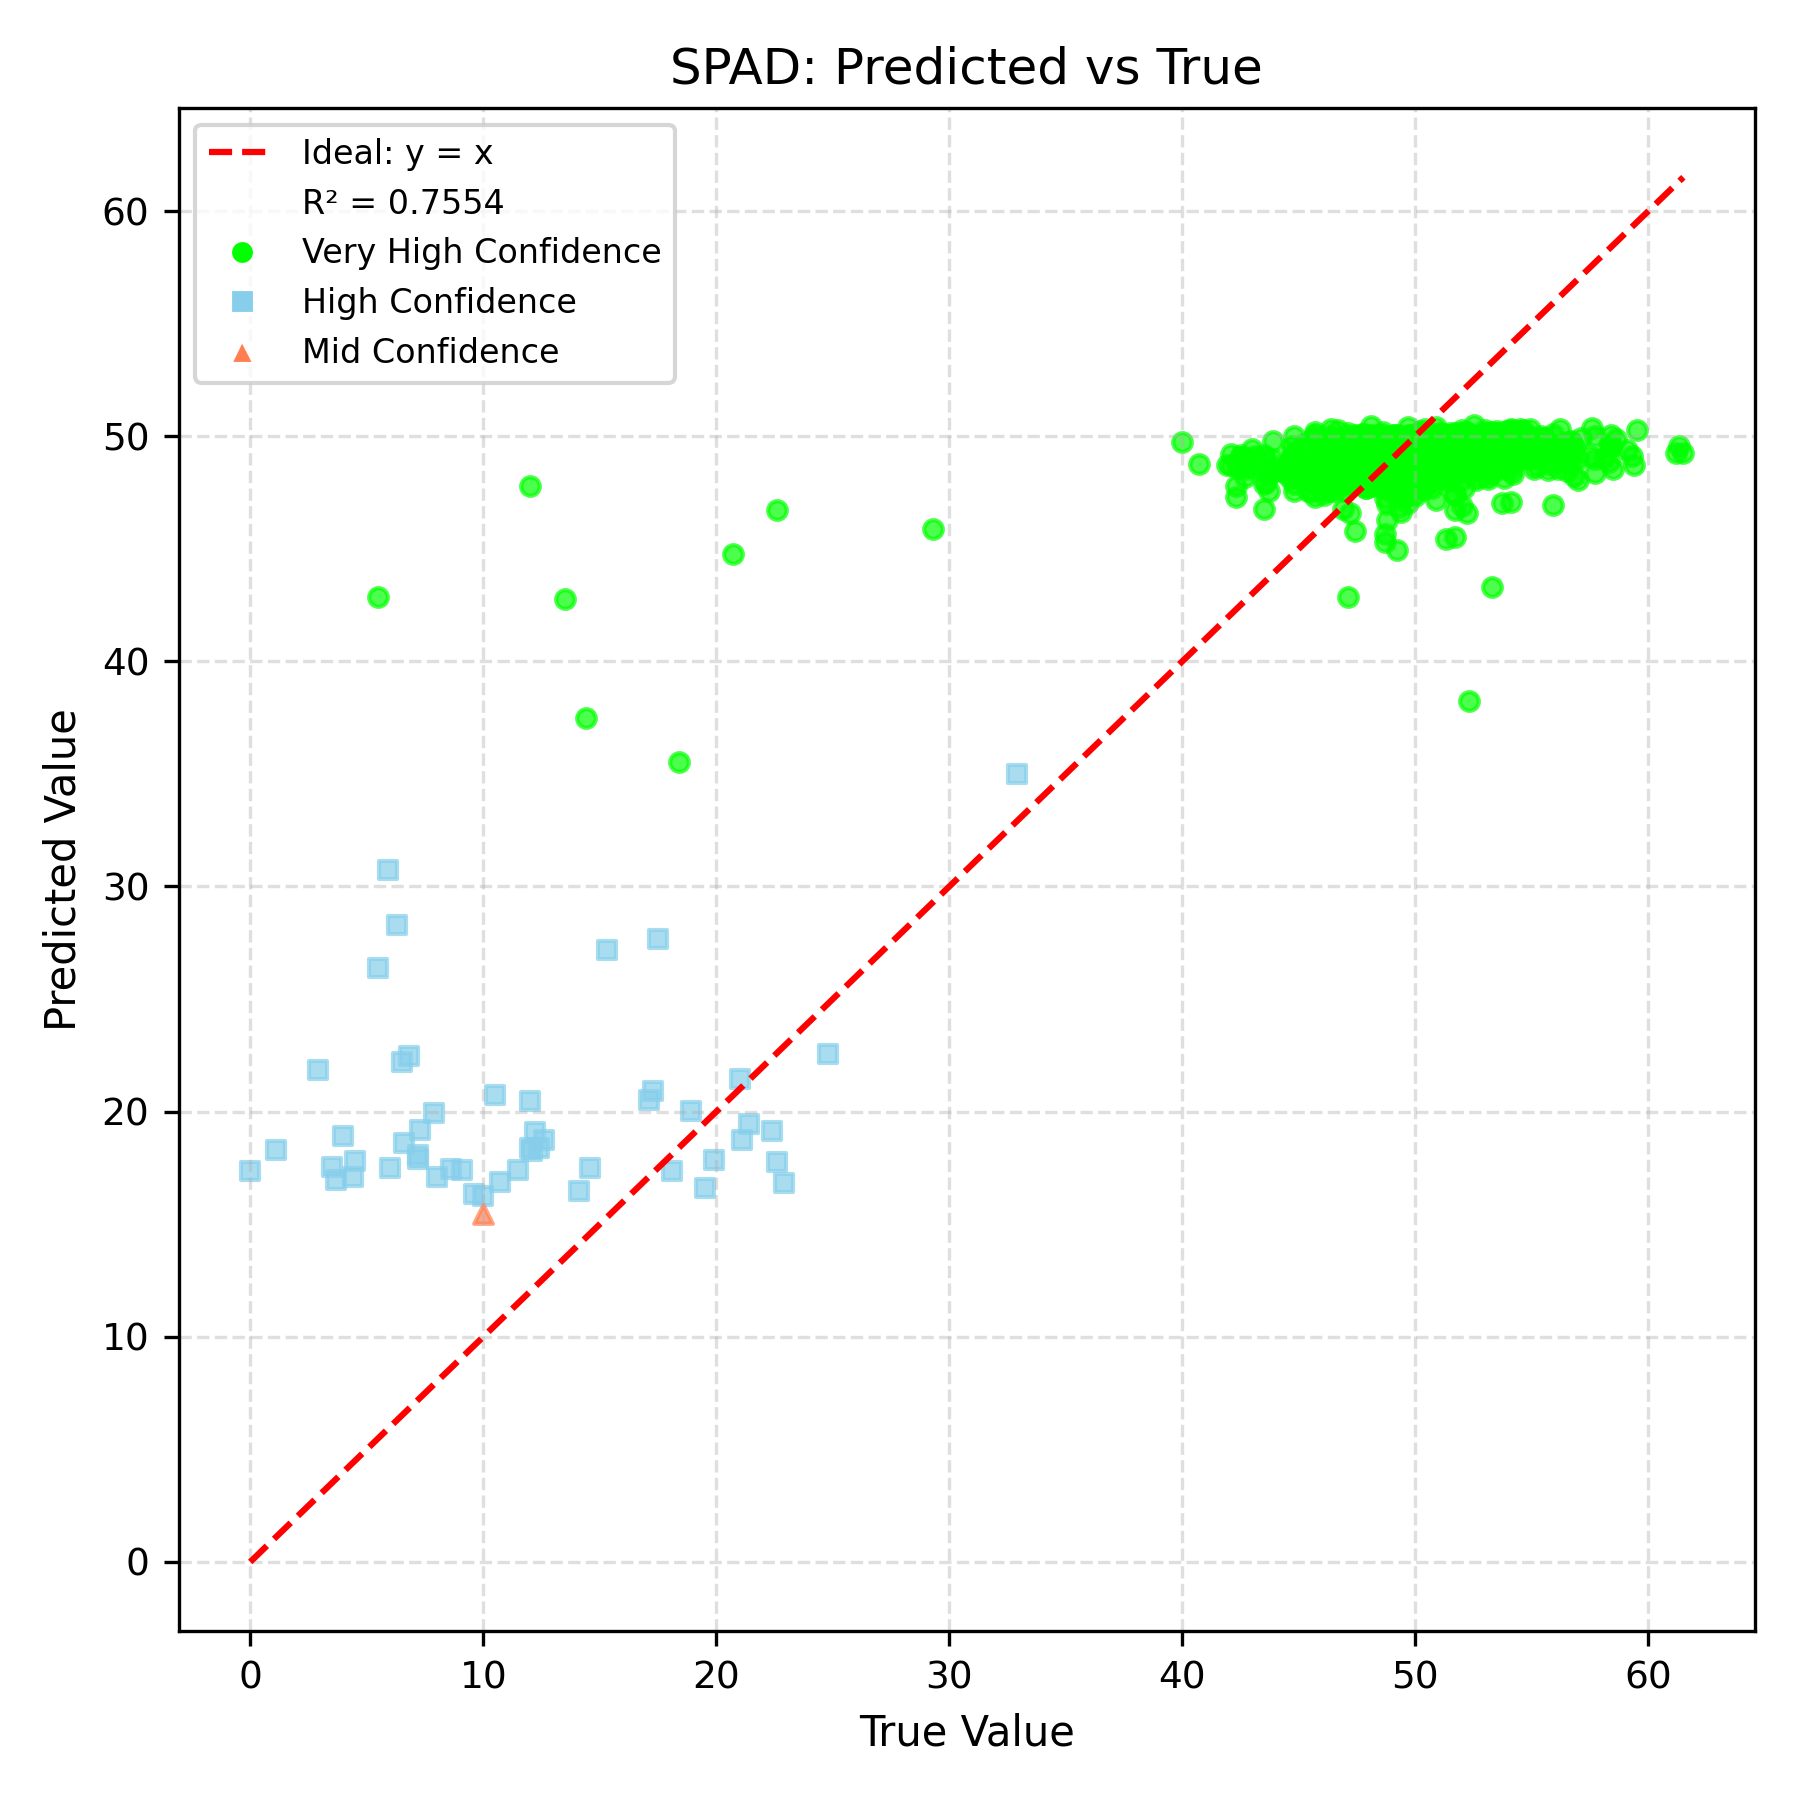 SPAD: Predicted vs True
Ideal: y = x
R² = 0.7554
Very High Confidence
High Confidence
Mid Confidence
Predicted Value
60
50
40
30
20
10
0
0 10 20 30 40 50 60
True Value